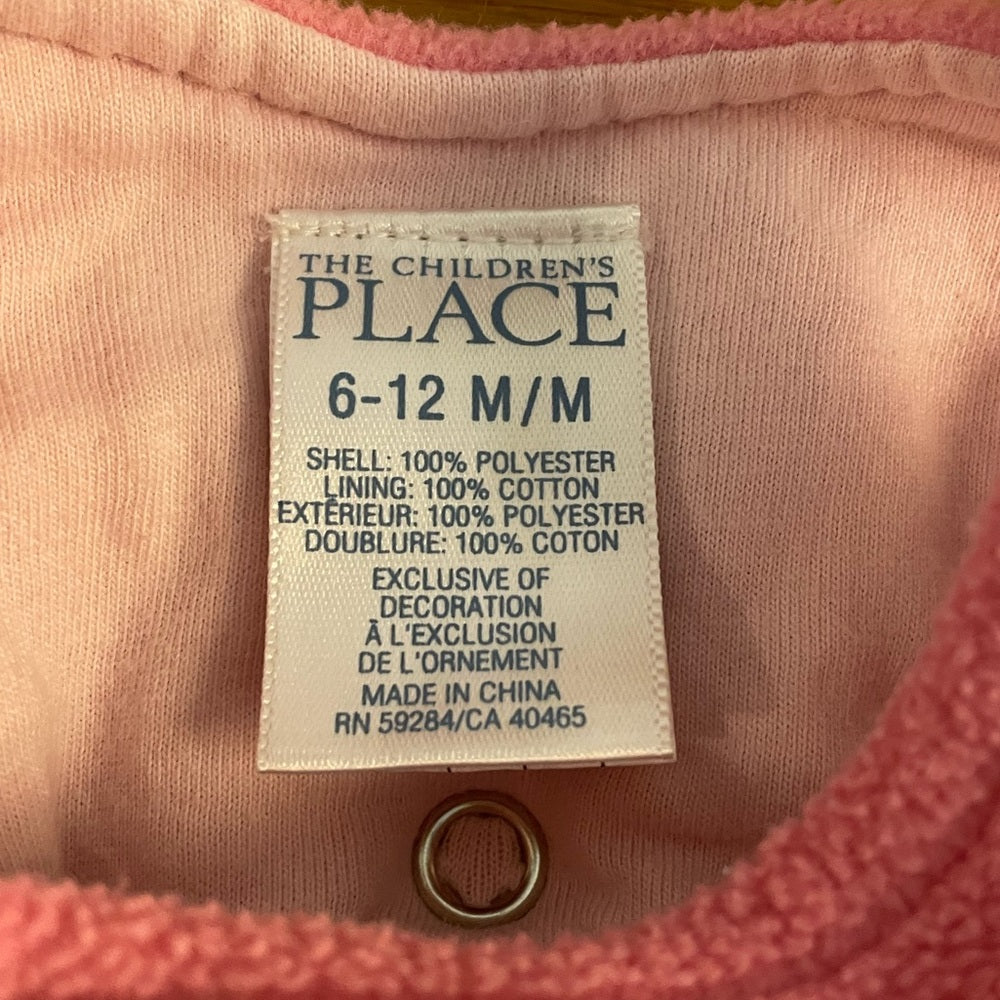 THE CHILDREN'S
PLACE
6-12 M/M
SHELL: 100% POLYESTER
LINING: 100% COTTON
EXTÉRIEUR: 100% POLYESTER
DOUBLURE: 100% COTON
EXCLUSIVE OF
DECORATION
À L'EXCLUSION
DE L'ORNEMENT
MADE IN CHINA
RN 59284/CA 40465